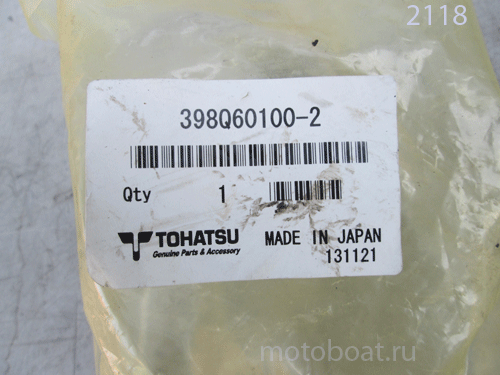 2118
398Q60100-2
Qty 1
TOHATSU MADE IN JAPAN
Genuine Parts & Accessory 131121
motoboat.ru